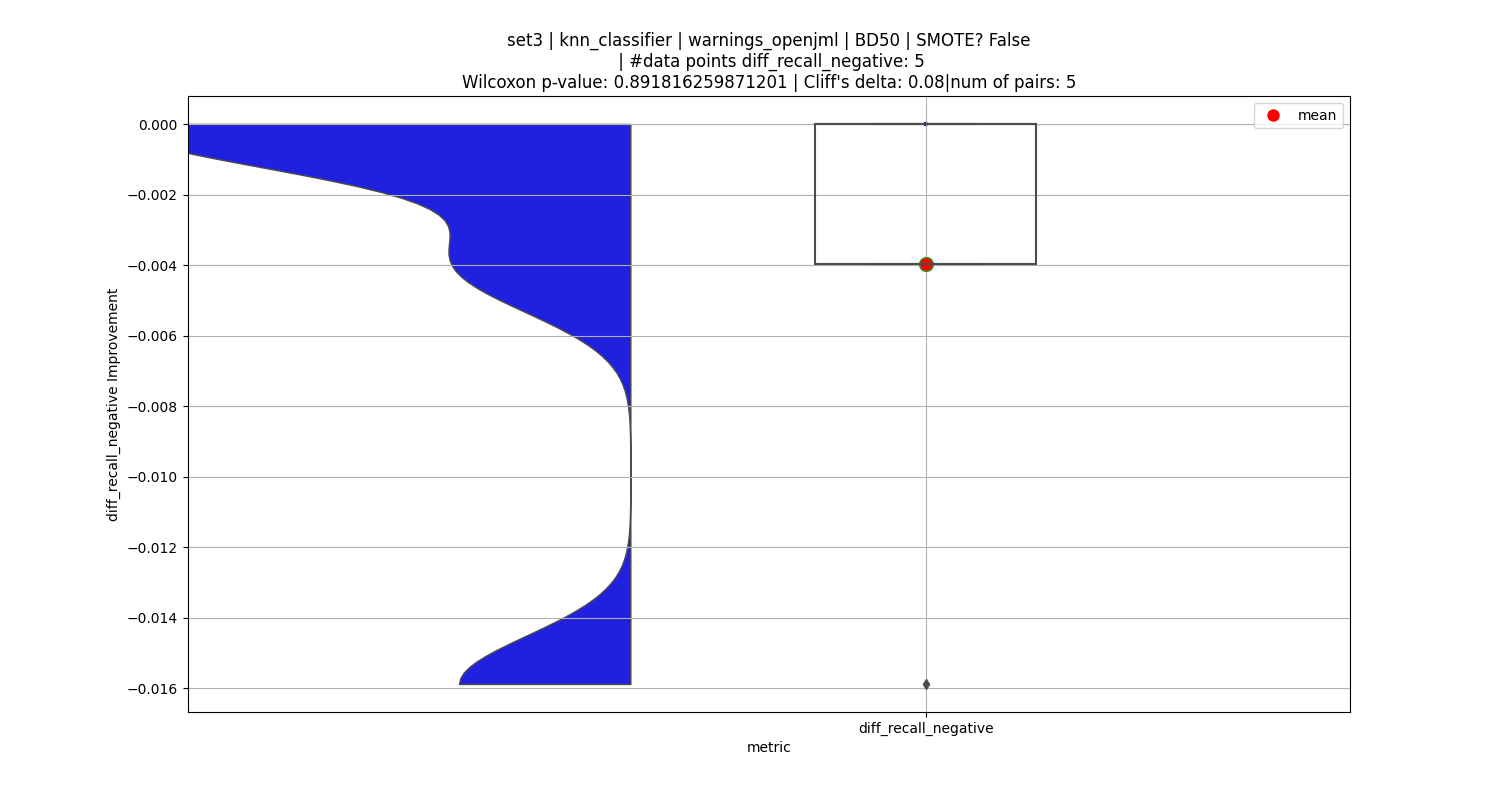 set3 | knn_classifier | warnings_openjml | BD50 | SMOTE? False
| #data points diff_recall_negative: 5
Wilcoxon p-value: 0.891816259871201 | Cliff's delta: 0.08|num of pairs: 5
mean
0.000
−0.002
−0.004
−0.006
−0.008
−0.010
−0.012
−0.014
−0.016
diff_recall_negative Improvement
diff_recall_negative
metric